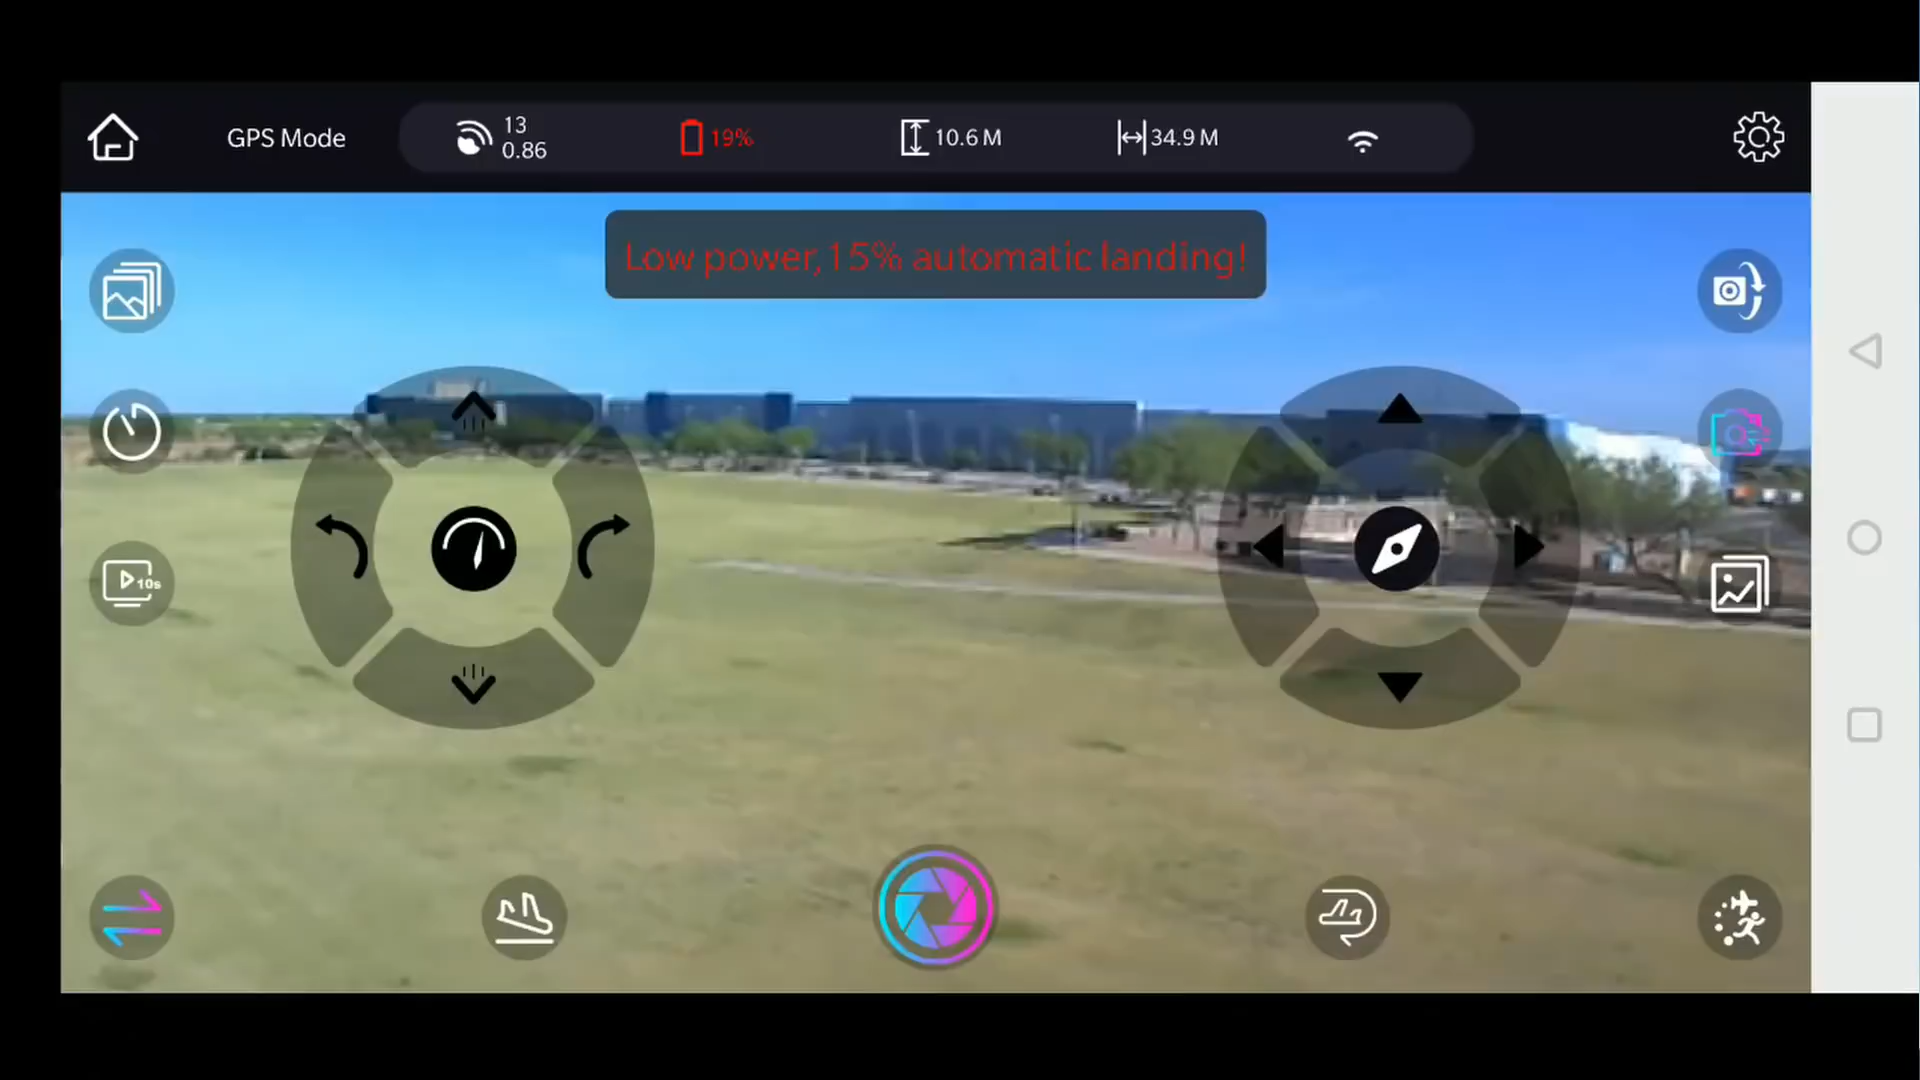 GPS Mode
13
0.86
19%
10.6 M
34.9 M
Low power,15% automatic landing!
10s